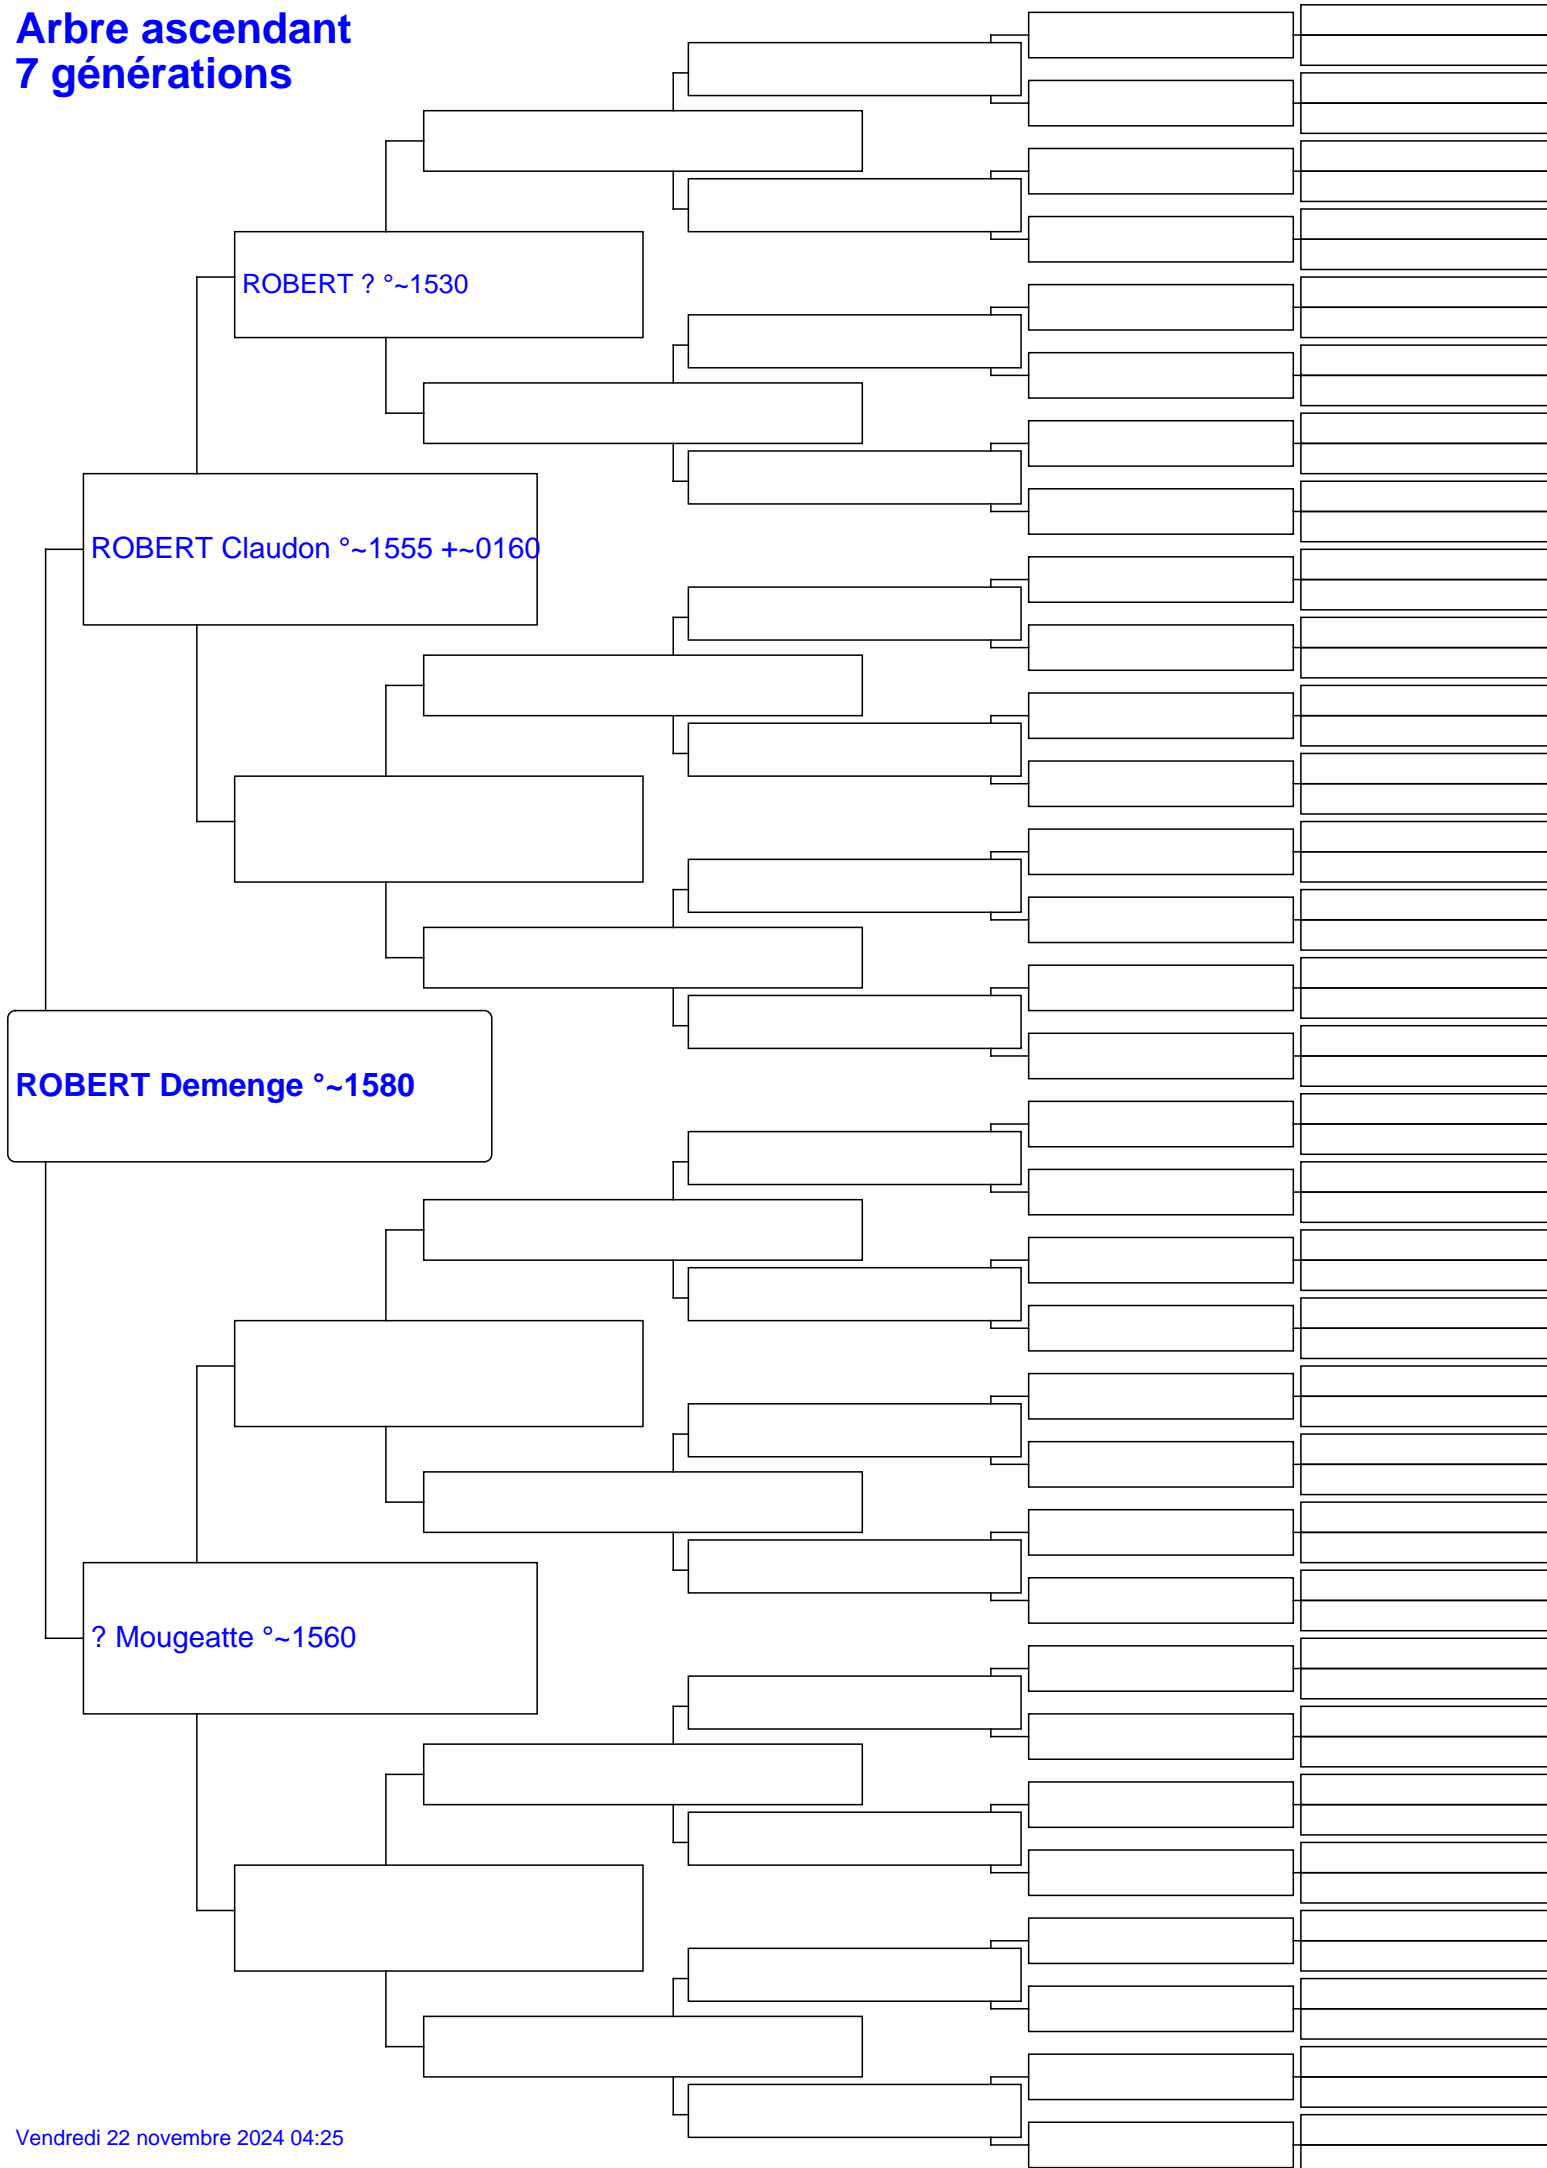 Arbre ascendant
7 générations
ROBERT ? °~1530
ROBERT Claudon °~1555 +~0160
ROBERT Demenge °~1580
? Mougeatte °~1560
Vendredi 22 novembre 2024 04:25